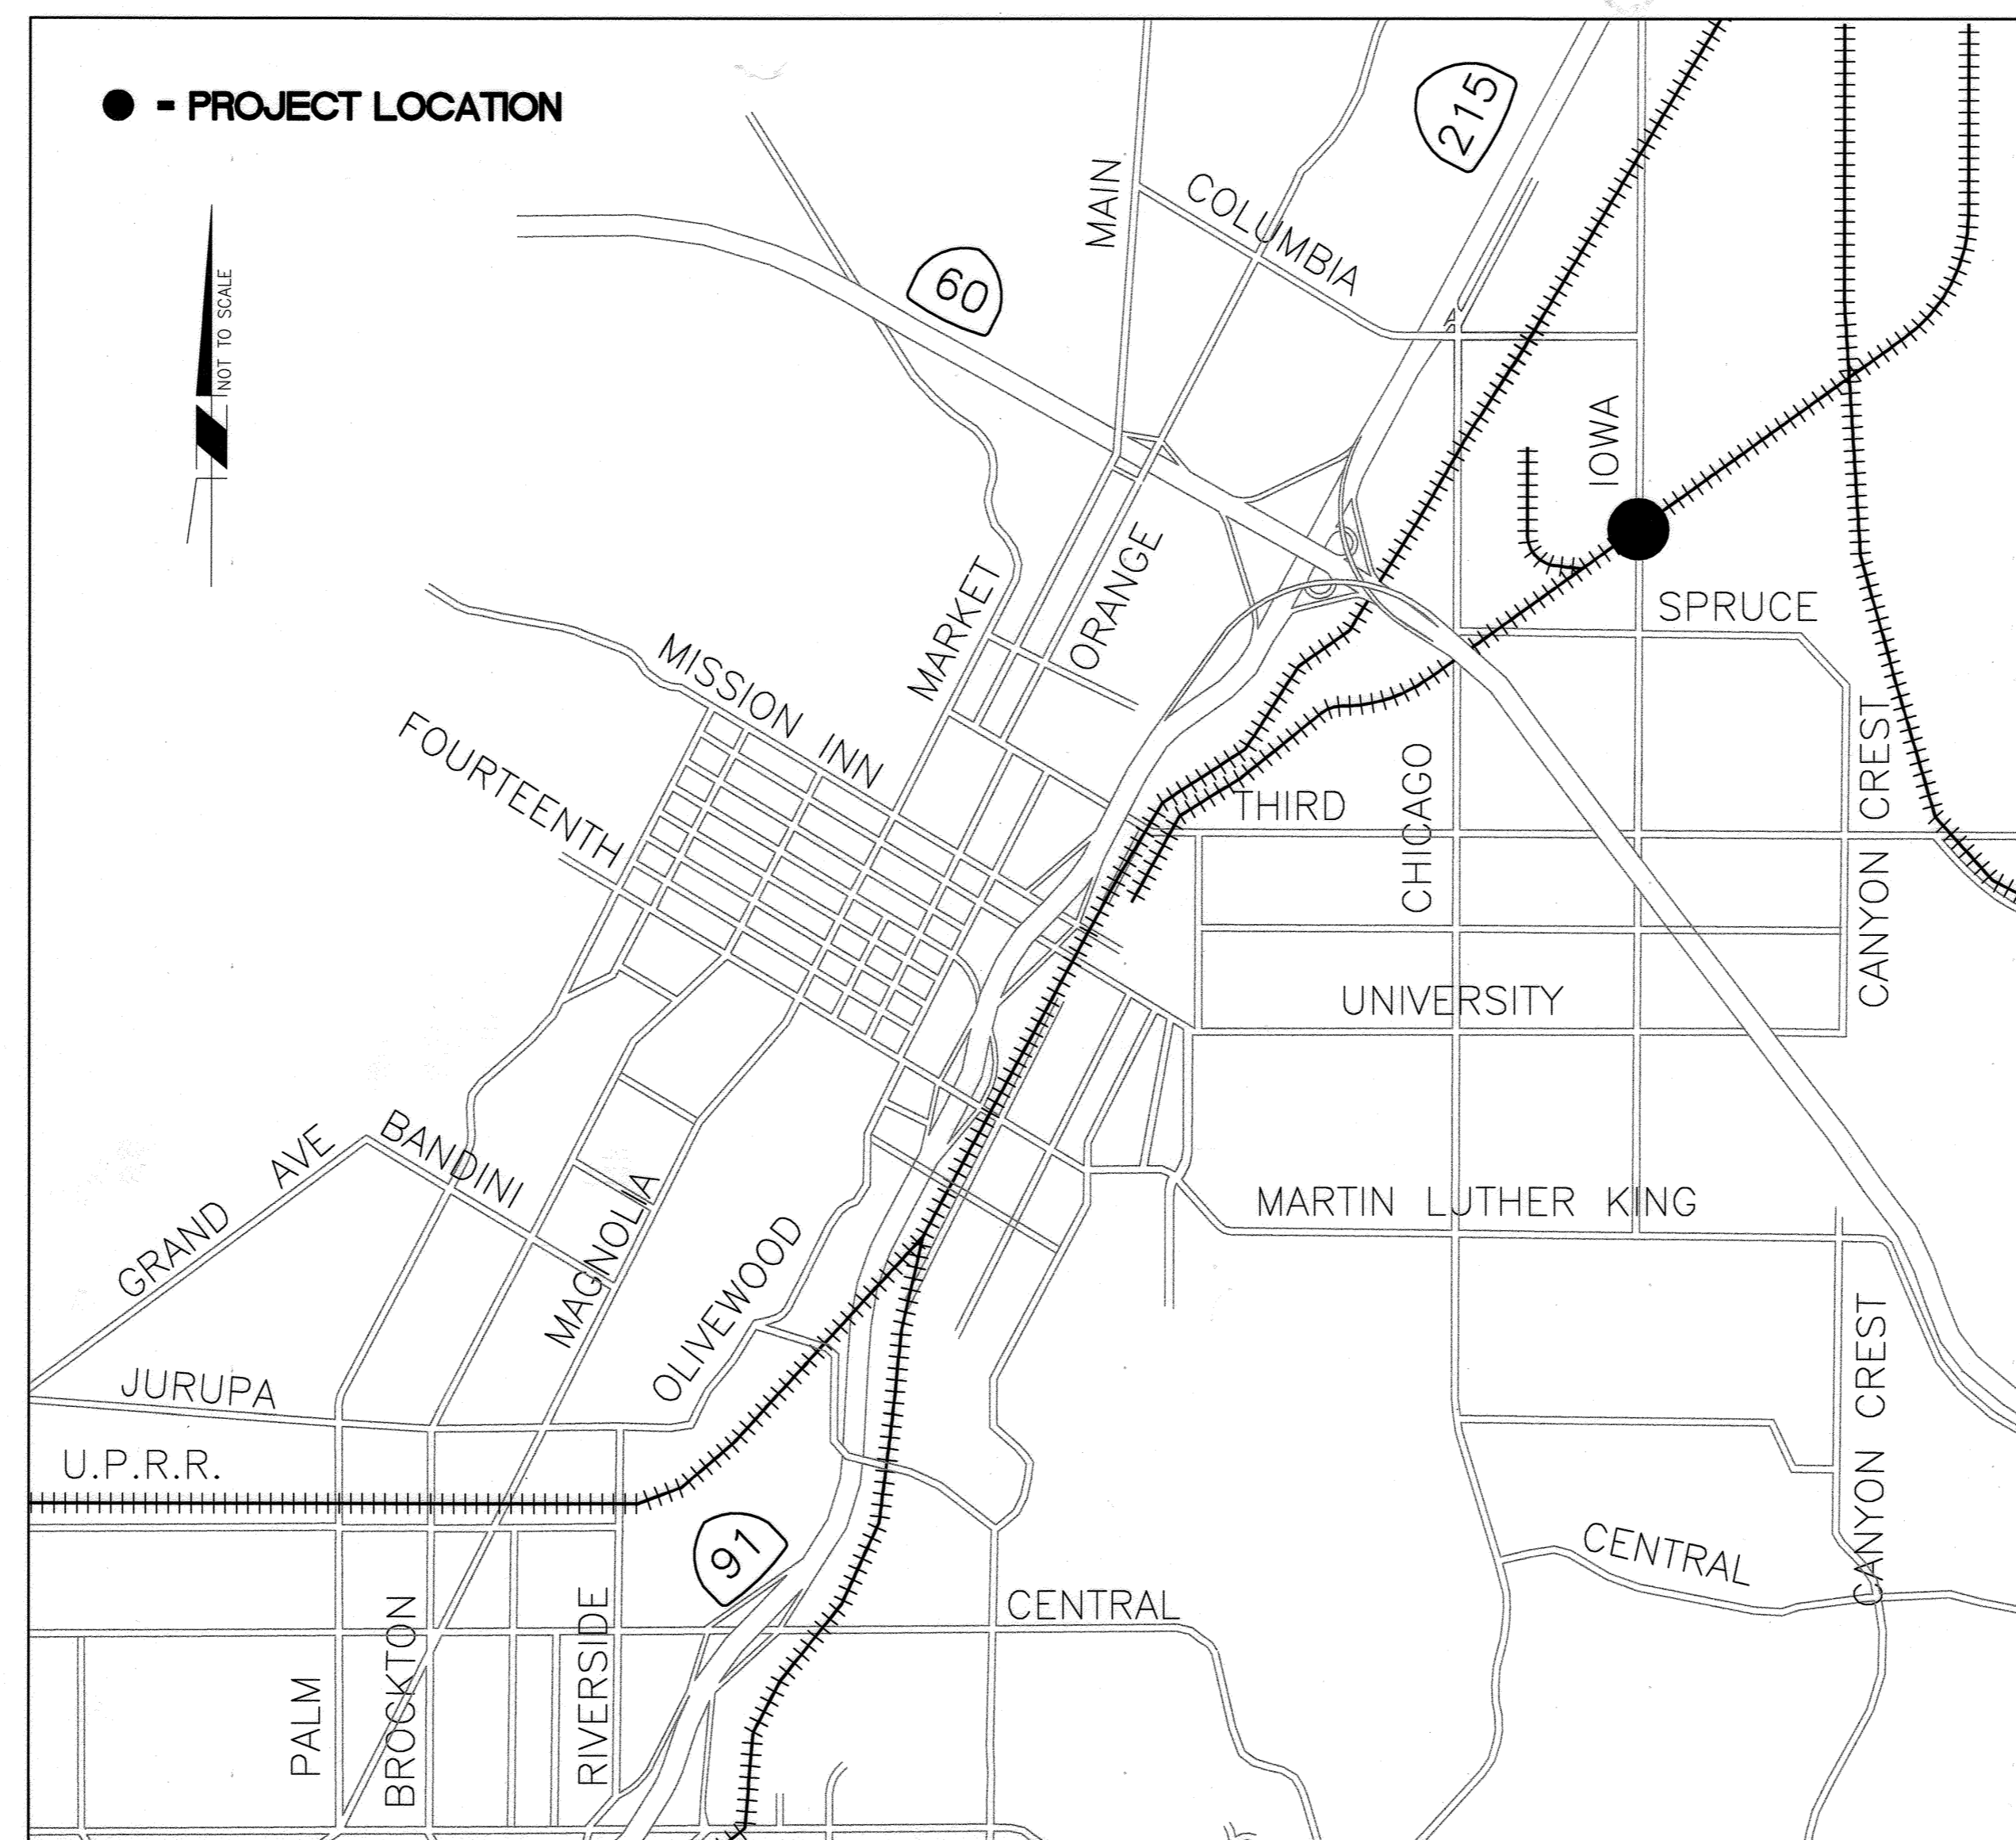 - PROJECT LOCATION
NOT TO SCALE
215
MAIN
COLUMBIA
60
IOWA
SPRUCE
ORANGE
MARKET
MISSION INN
FOURTEENTH
CANYON CREST
CHICAGO
THIRD
UNIVERSITY
MARTIN LUTHER KING
BANDINI
GRAND AVE
MAGNOLIA
OLIVEWOOD
JURUPA
U.P.R.R.
CANYON CREST
91
CENTRAL
CENTRAL
PALM
BROCKTON
RIVERSIDE